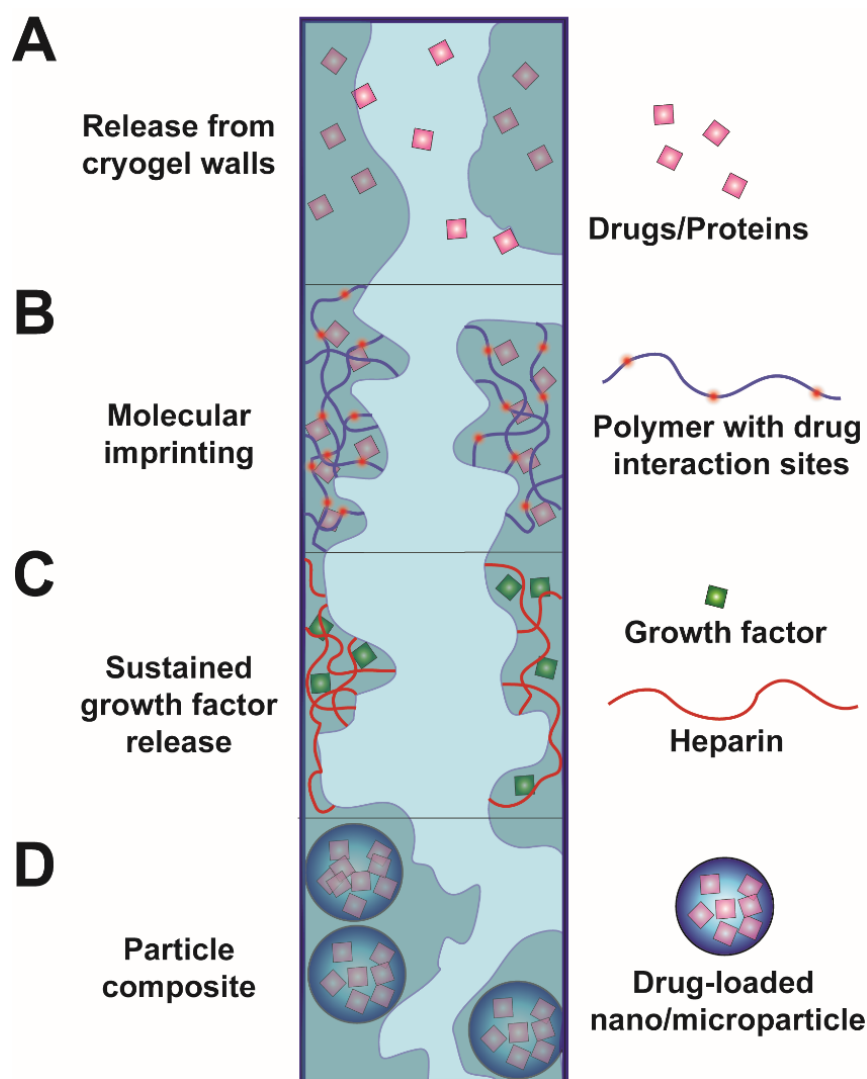 A
Release from
cryogel walls
Drugs/Proteins
B
Molecular
imprinting
Polymer with drug
interaction sites
C
Sustained
growth factor
release
Growth factor
Heparin
D
Particle
composite
Drug-loaded
nano/microparticle